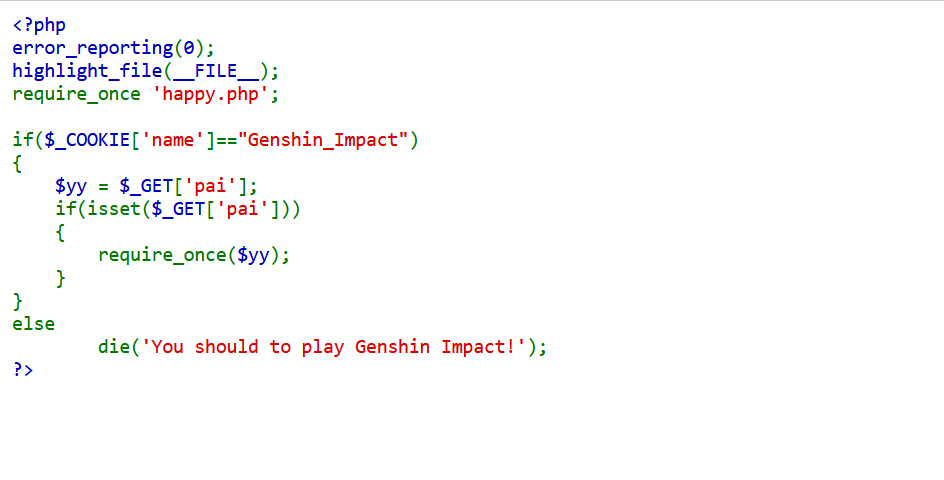 <?php
error_reporting(0);
highlight_file(__FILE__);
require_once 'happy.php';

if($_COOKIE['name']=="Genshin_Impact")
{
    $yy = $_GET['pai'];
    if(isset($_GET['pai']))
    {
        require_once($yy);
    }
}
else
        die('You should to play Genshin Impact!');
?>